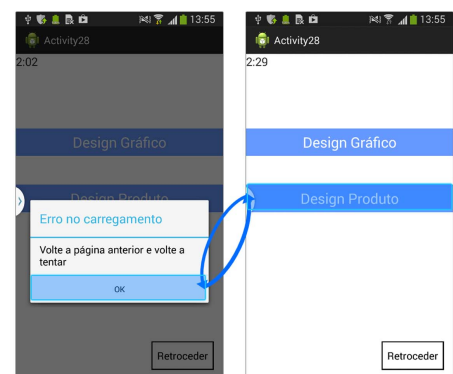 13:55
Activity28
2:02
Design Gráfico
Design Produto
Erro no carregamento
Volte a página anterior e volte a
tentar
OK
Retroceder
13:55
Activity28
2:29
Design Gráfico
Design Produto
Retroceder